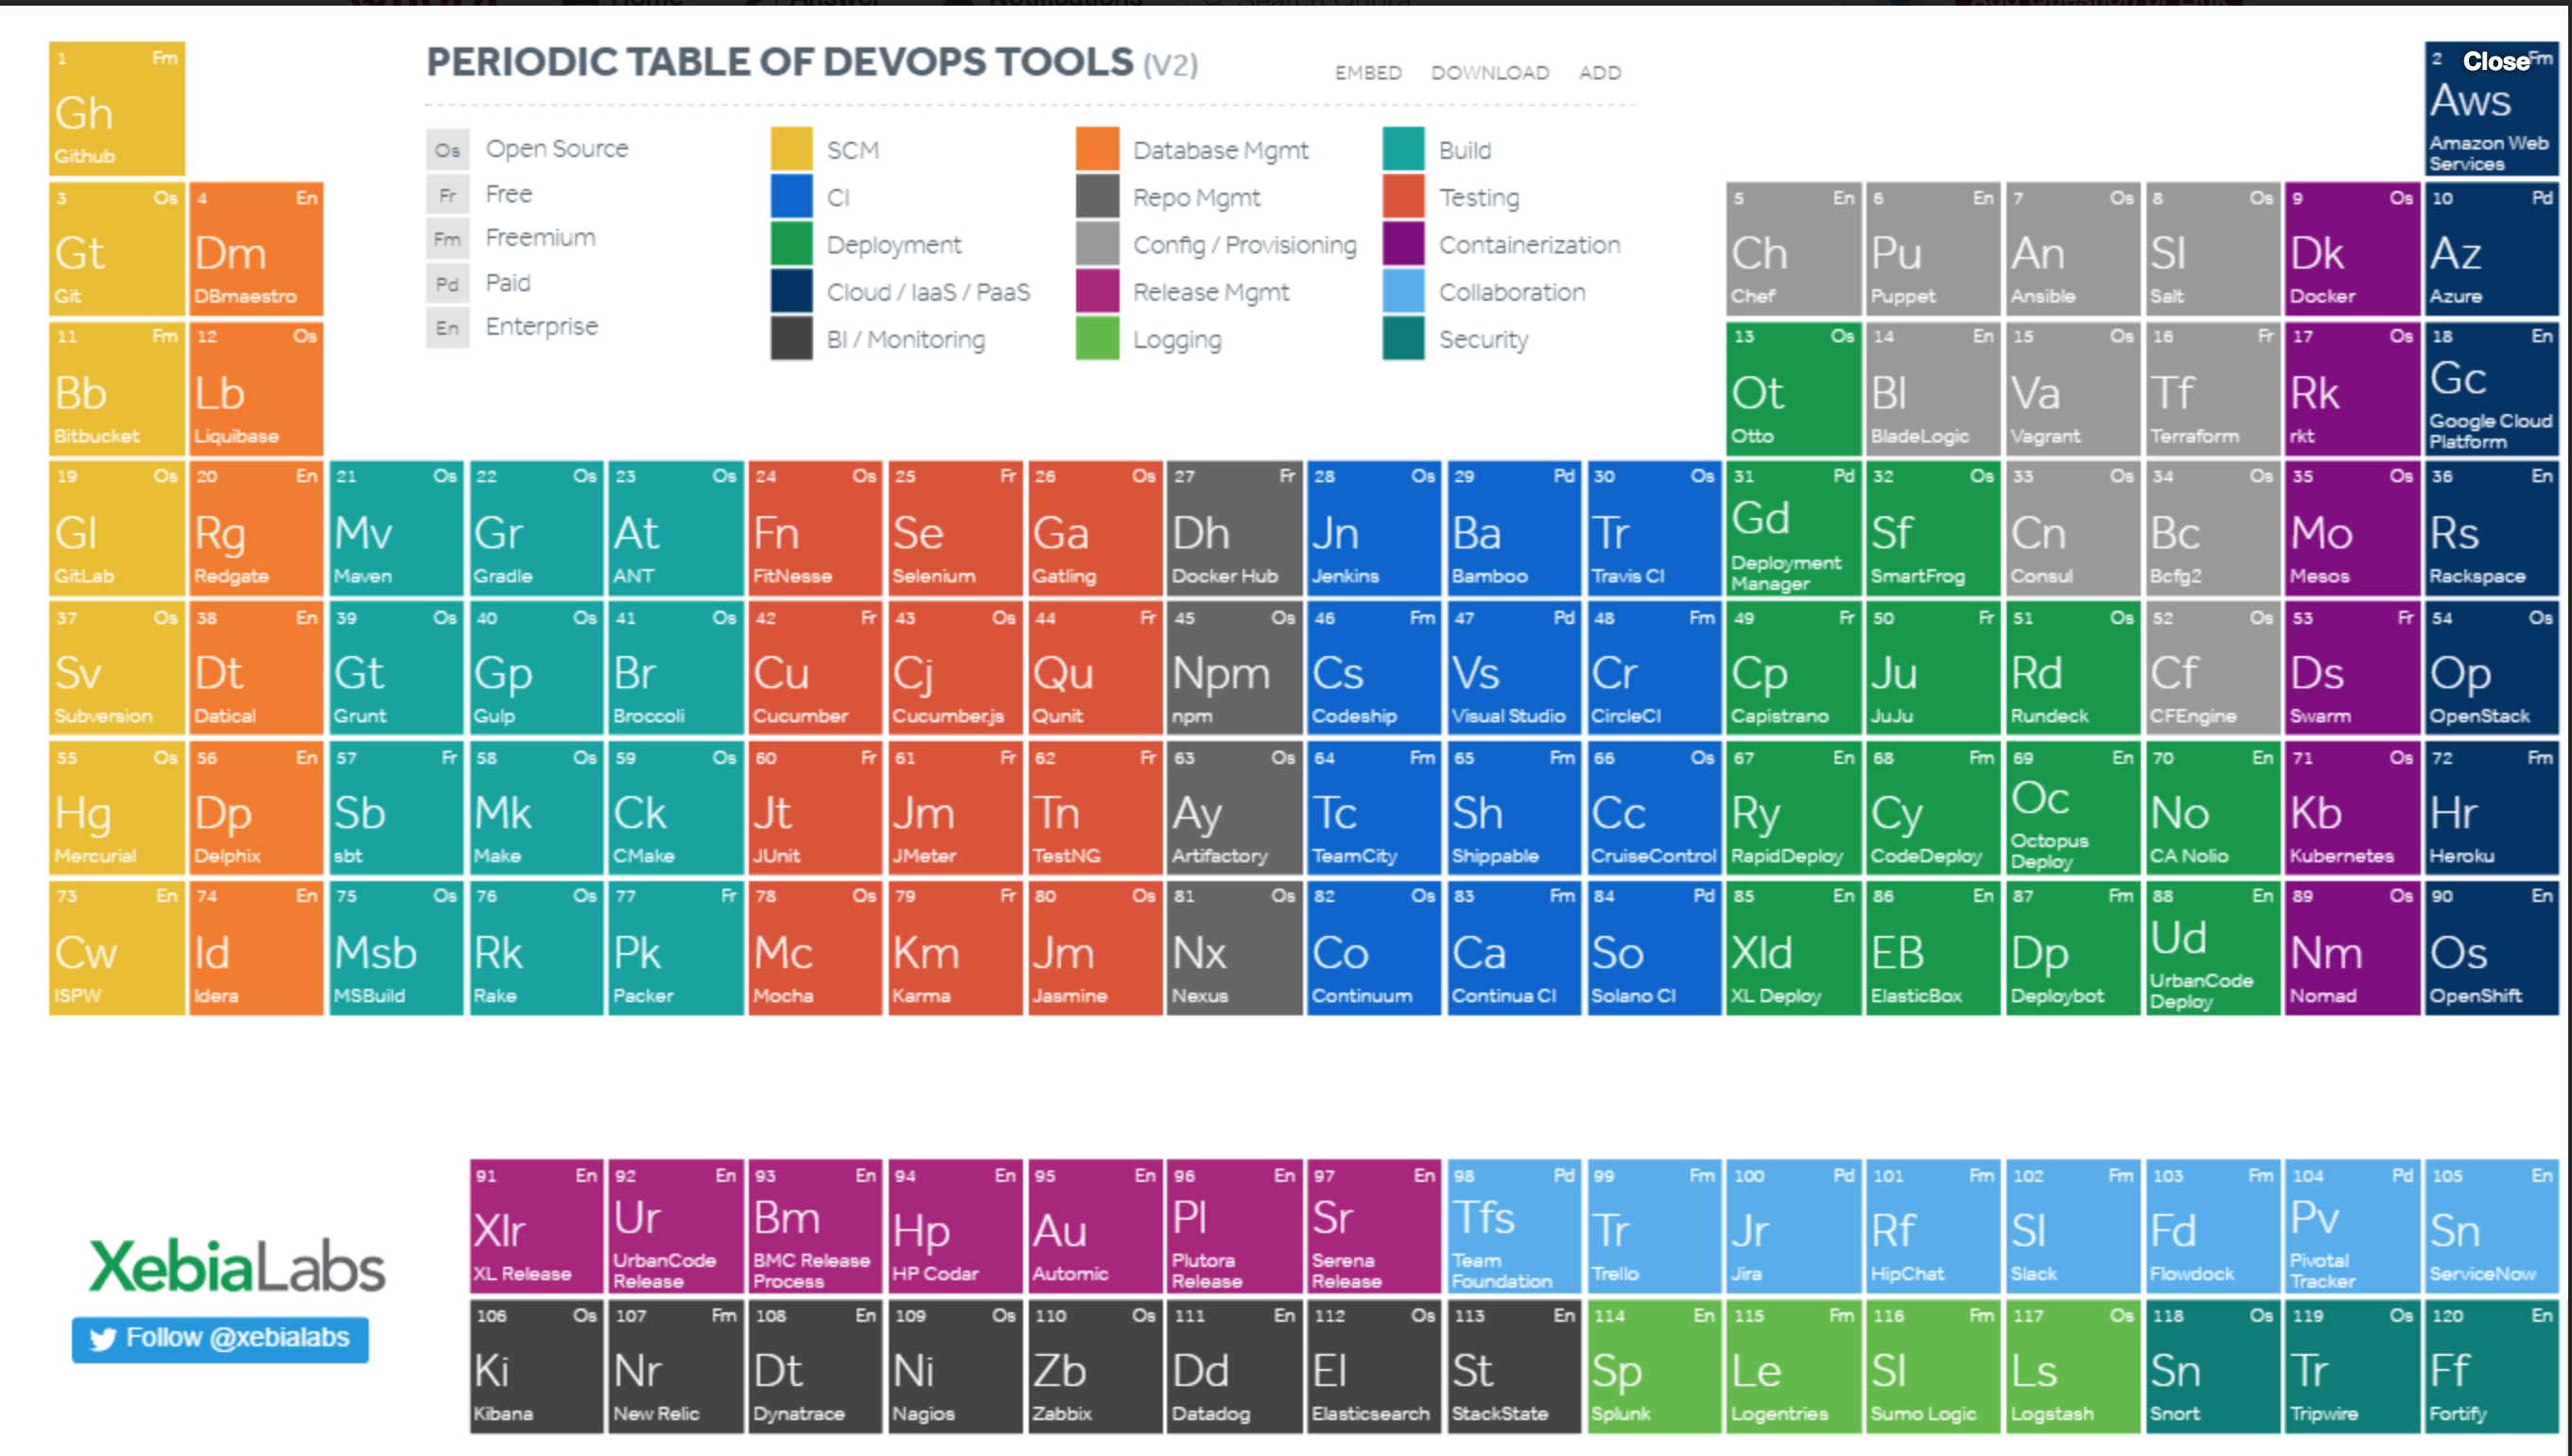 PERIODIC TABLE OF DEVOPS TOOLS (V2)
EMBED DOWNLOAD ADD
Close
Os Open Source
Fr Free
Fm Freemium
Pd Paid
En Enterprise
SCM
CI
Deployment
Cloud / IaaS / PaaS
BI / Monitoring
Database Mgmt
Repo Mgmt
Config / Provisioning
Release Mgmt
Logging
Build
Testing
Containerization
Collaboration
Security
1 Fm
Gh
Github
2 Fm
Aws
Amazon Web
Services
3 Os
Gt
Git
4 En
Dm
DBmaestro
5 En
Ch
Chef
6 En
Pu
Puppet
7 Os
An
Ansible
8 Os
Sl
Salt
9 Os
Dk
Docker
10 Pd
Az
Azure
11 Fm
Bb
Bitbucket
12 Os
Lb
Liquibase
13 Os
Ot
Otto
14 En
Bl
BladeLogic
15 Os
Va
Vagrant
16 Fr
Tf
Terraform
17 Os
Rk
rkt
18 En
Gc
Google Cloud
Platform
19 Os
Gl
GitLab
20 En
Rg
Redgate
21 Os
Mv
Maven
22 Os
Gr
Gradle
23 Os
At
ANT
24 Os
Fn
FitNesse
25 Fr
Se
Selenium
26 Os
Ga
Gatling
27 Fr
Dh
Docker Hub
28 Os
Jn
Jenkins
29 Pd
Ba
Bamboo
30 Os
Tr
Travis CI
31 Pd
Gd
Deployment
Manager
32 Os
Sf
SmartFrog
33 Os
Cn
Consul
34 Os
Bc
Bcfg2
35 Os
Mo
Mesos
36 En
Rs
Rackspace
37 Os
Sv
Subversion
38 En
Dt
Datical
39 Os
Gt
Grunt
40 Os
Gp
Gulp
41 Os
Br
Broccoli
42 Fr
Cu
Cucumber
43 Os
Cj
Cucumber.js
44 Fr
Qu
Qunit
45 Os
Npm
npm
46 Fm
Cs
Codeship
47 Pd
Vs
Visual Studio
48 Fm
Cr
CircleCI
49 Fr
Cp
Capistrano
50 Fr
Ju
JuJu
51 Os
Rd
Rundeck
52 Os
Cf
CFEngine
53 Fr
Ds
Swarm
54 Os
Op
OpenStack
55 Os
Hg
Mercurial
56 En
Dp
Delphix
57 Fr
Sb
sbt
58 Os
Mk
Make
59 Os
Ck
CMake
60 Fr
Jt
JUnit
61 Fr
Jm
JMeter
62 Fr
Tn
TestNG
63 Os
Ay
Artifactory
64 Fm
Tc
TeamCity
65 Fm
Sh
Shippable
66 Os
Cc
CruiseControl
67 En
Ry
RapidDeploy
68 Fm
Cy
CodeDeploy
69 En
Oc
Octopus
Deploy
70 En
No
CA Nolio
71 Os
Kb
Kubernetes
72 Fm
Hr
Heroku
73 En
Cw
ISPW
74 En
Id
Idera
75 Os
Msb
MSBuild
76 Os
Rk
Rake
77 Fr
Pk
Packer
78 Os
Mc
Mocha
79 Fr
Km
Karma
80 Os
Jm
Jasmine
81 Os
Nx
Nexus
82 Os
Co
Continuum
83 Fm
Ca
Continua CI
84 Pd
So
Solano CI
85 En
Xld
XL Deploy
86 En
EB
ElasticBox
87 Fm
Dp
Deploybot
88 En
Ud
UrbanCode
Deploy
89 Os
Nm
Nomad
90 En
Os
OpenShift
XebiaLabs
Follow @xebialabs
91 En
Xlr
XL Release
92 En
Ur
UrbanCode
Release
93 En
Bm
BMC Release
Process
94 En
Hp
HP Codar
95 En
Au
Automic
96 En
Pl
Plutora
Release
97 En
Sr
Serena
Release
98 Pd
Tfs
Team
Foundation
99 Fm
Tr
Trello
100 Pd
Jr
Jira
101 Fm
Rf
HipChat
102 Fm
Sl
Slack
103 Fm
Fd
Flowdock
104 Pd
Pv
Pivotal
Tracker
105 En
Sn
ServiceNow
106 Os
Ki
Kibana
107 Fm
Nr
New Relic
108 En
Dt
Dynatrace
109 Os
Ni
Nagios
110 Os
Zb
Zabbix
111 En
Dd
Datadog
112 Os
El
Elasticsearch
113 En
St
StackState
114 En
Sp
Splunk
115 Fm
Le
Logentries
116 Fm
Sl
Sumo Logic
117 Os
Ls
Logstash
118 Os
Sn
Snort
119 Os
Tr
Tripwire
120 En
Ff
Fortify